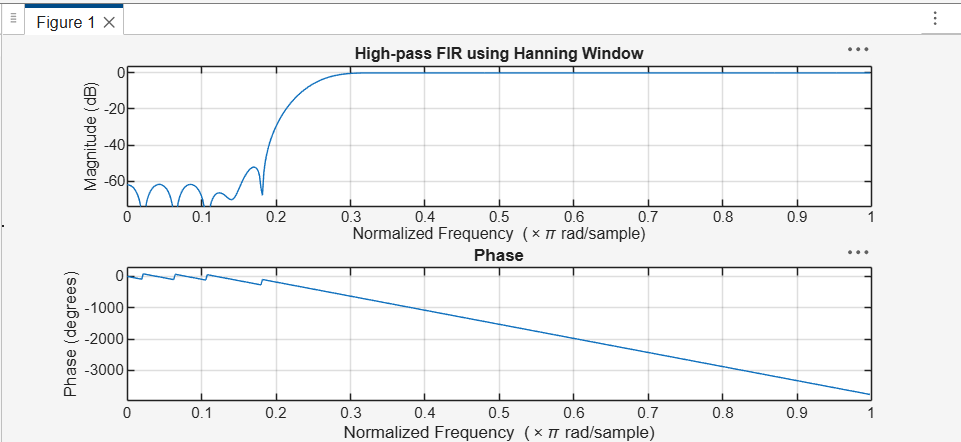 Figure 1
High-pass FIR using Hanning Window
Magnitude (dB)
0
-20
-40
-60
0 0.1 0.2 0.3 0.4 0.5 0.6 0.7 0.8 0.9 1
Normalized Frequency (× π rad/sample)
Phase
Phase (degrees)
0
-1000
-2000
-3000
0 0.1 0.2 0.3 0.4 0.5 0.6 0.7 0.8 0.9 1
Normalized Frequency (× π rad/sample)